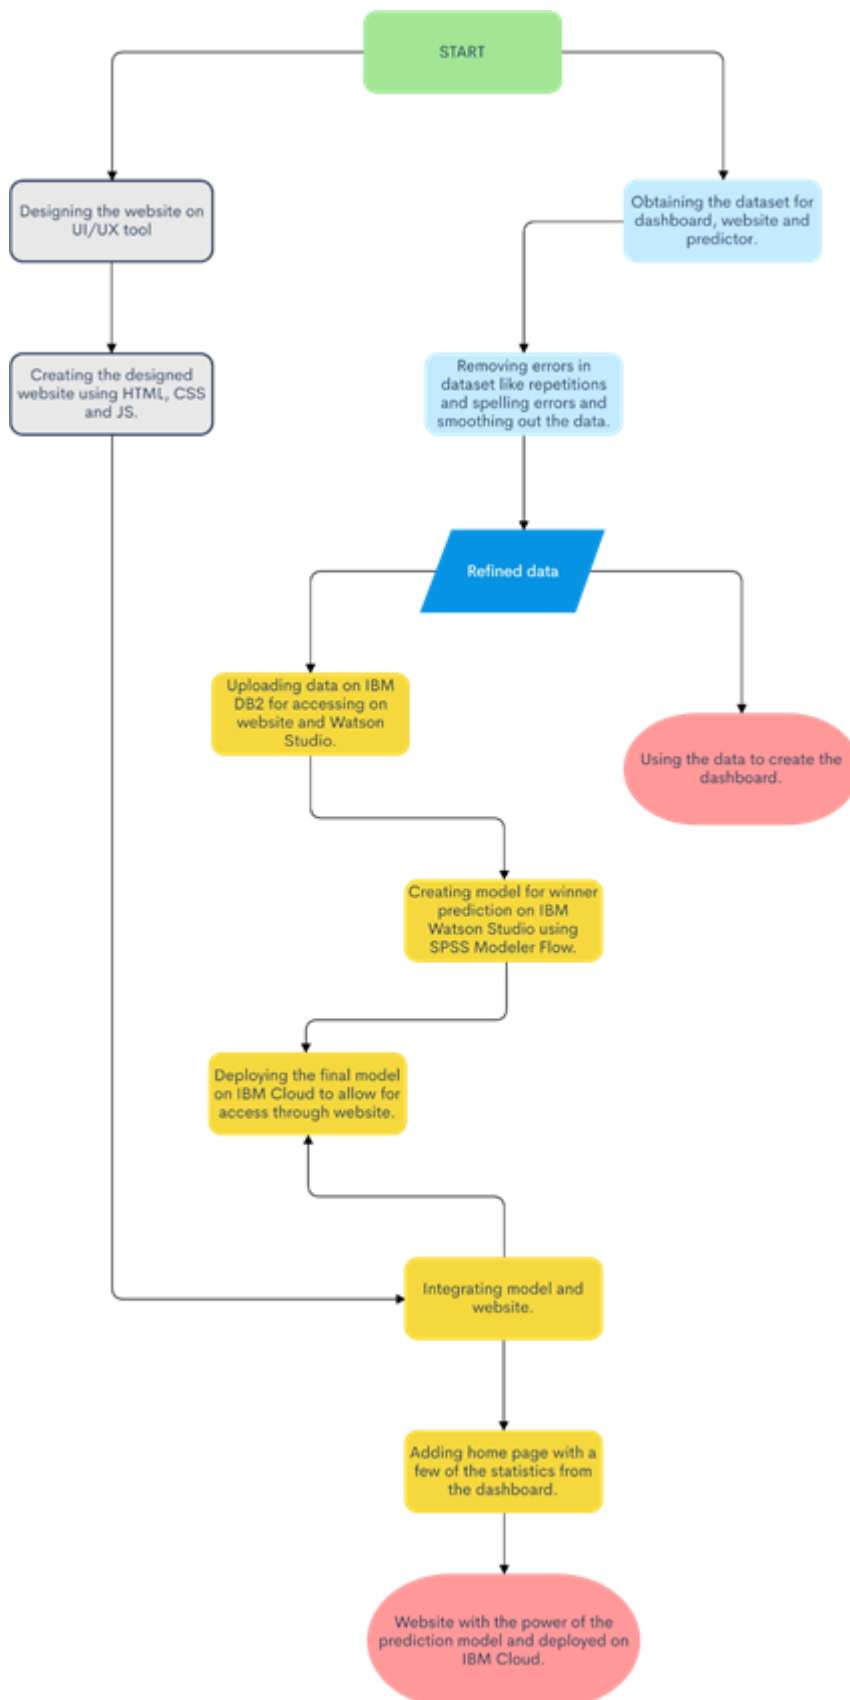 START
Designing the website on
UI/UX tool
Obtaining the dataset for
dashboard, website and
predictor.
Creating the designed
website using HTML, CSS
and JS.
Removing errors in
dataset like repetitions
and spelling errors and
smoothing out the data.
Refined data
Uploading data on IBM
DB2 for accessing on
website and Watson
Studio.
Using the data to create the
dashboard.
Creating model for winner
prediction on IBM
Watson Studio using
SPSS Modeler Flow.
Deploying the final model
on IBM Cloud to allow for
access through website.
Integrating model and
website.
Adding home page with a
few of the statistics from
the dashboard.
Website with the power of the
prediction model and deployed on
IBM Cloud.